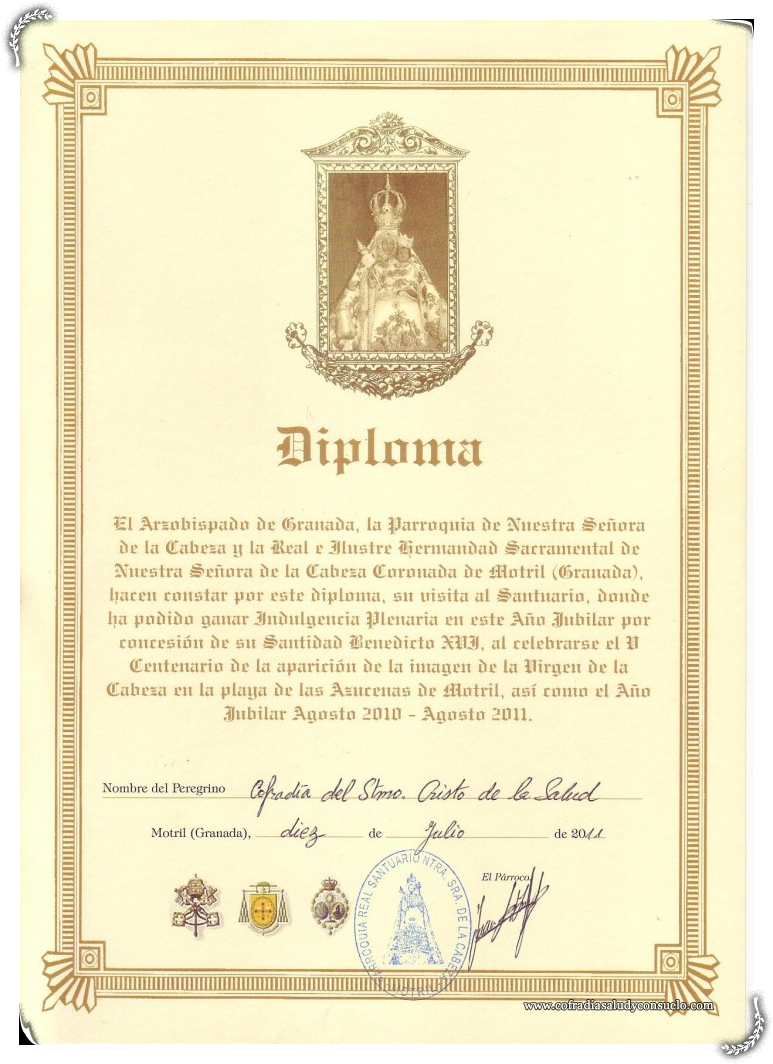 Diploma
El Arzobispado de Granada, la Parroquia de Nuestra Señora
de la Cabeza y la Real e Ilustre Hermandad Sacramental de
Nuestra Señora de la Cabeza Coronada de Motril (Granada),
hacen constar por este diploma, su visita al Santuario, donde
ha podido ganar Indulgencia Plenaria en este Año Jubilar por
concesión de su Santidad Benedicto XVI, al celebrarse el V
Centenario de la aparición de la imagen de la Virgen de la
Cabeza en la playa de las Azucenas de Motril, así como el Año
Jubilar Agosto 2010 - Agosto 2011.
Nombre del Peregrino Cofradía del Stmo. Cristo de la Salud
Motril (Granada), diez de Julio de 2011
El Párroco
PARROQUIA REAL SANTUARIO NTRA. SRA. DE LA CABEZA
MOTRIL
www.cofradiasaludyconsuelo.com